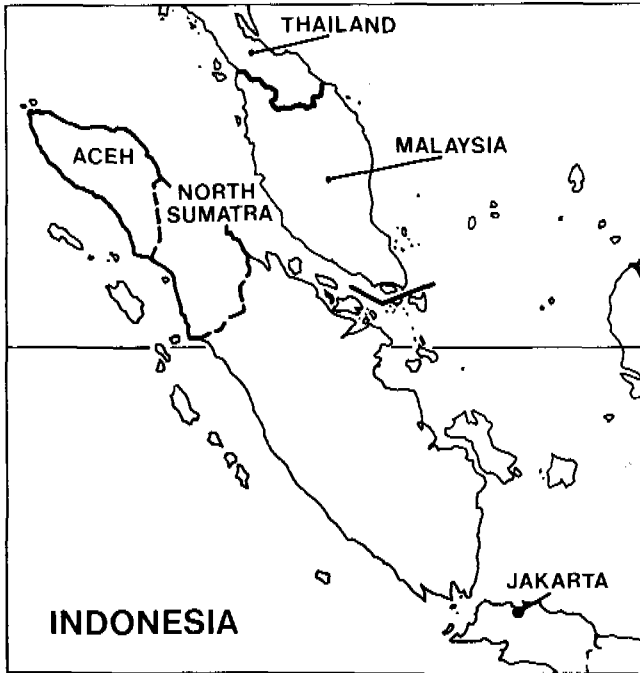 THAILAND
MALAYSIA
ACEH
NORTH
SUMATRA
JAKARTA
INDONESIA